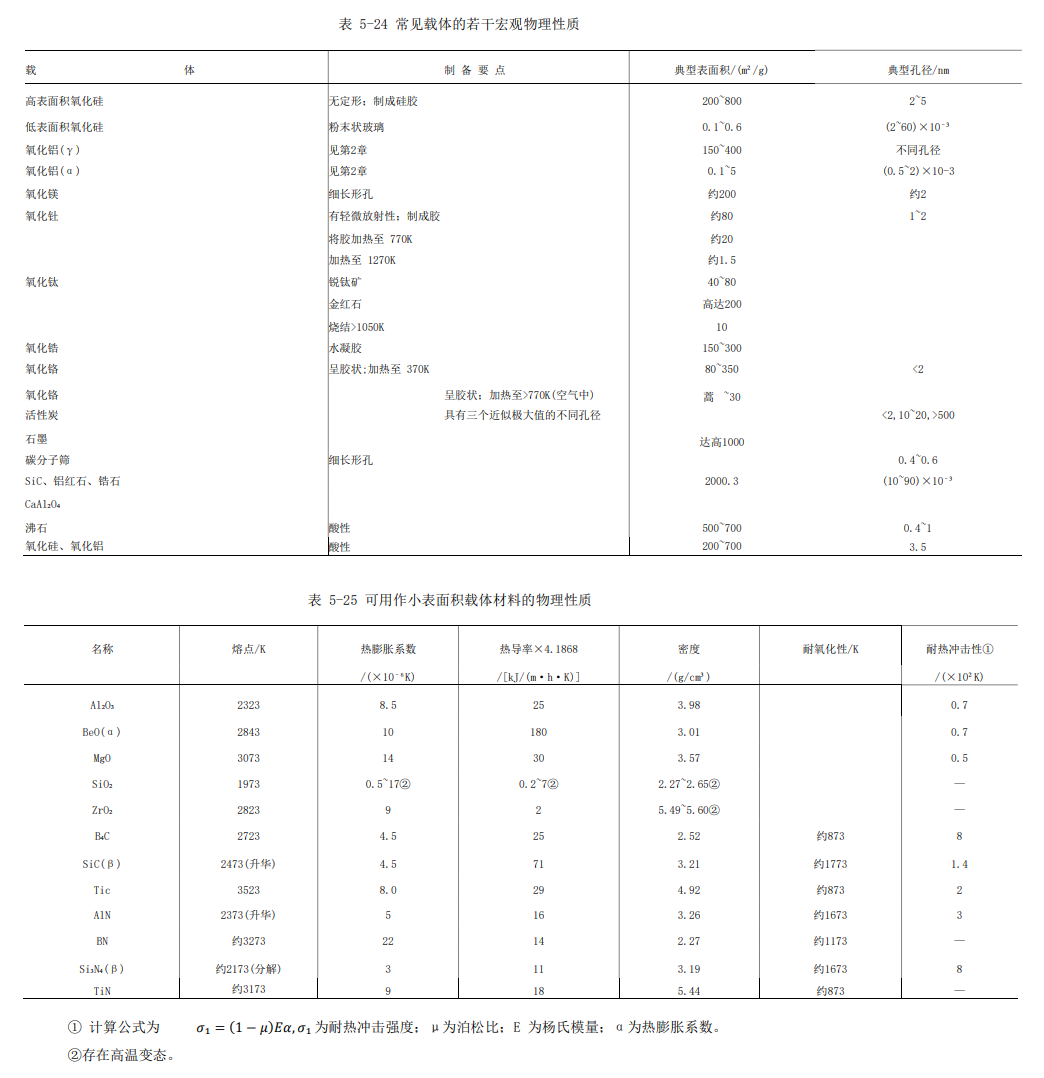 表 5-24 常见载体的若干宏观物理性质
载 体 制 备 要 点 典型表面积/(m²/g) 典型孔径/nm
高表面积氧化硅 无定形；制成硅胶 200~800 2~5
低表面积氧化硅 粉末状玻璃 0.1~0.6 (2~60)×10⁻³
氧化铝(γ) 见第2章 150~400 不同孔径
氧化铝(α) 见第2章 0.1~5 (0.5~2)×10-3
氧化镁 细长形孔 约200 约2
氧化钍 有轻微放射性；制成胶 约80 1~2
将胶加热至 770K 约20
加热至 1270K 约1.5
氧化钛 锐钛矿 40~80
金红石 高达200
烧结>1050K 10
氧化锆 水凝胶 150~300
氧化铬 呈胶状;加热至 370K 80~350 <2
氧化铬 呈胶状；加热至>770K(空气中) 蒿 ~30
活性炭 具有三个近似极大值的不同孔径 <2,10~20,>500
石墨 达高1000
碳分子筛 细长形孔 0.4~0.6
SiC、铝红石、锆石 2000.3 (10~90)×10⁻³
CaAl₂O₄
沸石 酸性 500~700 0.4~1
氧化硅、氧化铝 酸性 200~700 3.5
表 5-25 可用作小表面积载体材料的物理性质
名称 熔点/K 热膨胀系数 热导率×4.1868 密度 耐氧化性/K 耐热冲击性①
/(×10⁻⁶K) /[kJ/(m·h·K)] /(g/cm³) /(×10²K)
Al₂O₃ 2323 8.5 25 3.98 0.7
BeO(α) 2843 10 180 3.01 0.7
MgO 3073 14 30 3.57 0.5
SiO₂ 1973 0.5~17② 0.2~7② 2.27~2.65② —
ZrO₂ 2823 9 2 5.49~5.60② —
B₄C 2723 4.5 25 2.52 约873 8
SiC(β) 2473(升华) 4.5 71 3.21 约1773 1.4
Tic 3523 8.0 29 4.92 约873 2
AlN 2373(升华) 5 16 3.26 约1673 3
BN 约3273 22 14 2.27 约1173 —
Si₃N₄(β) 约2173(分解) 3 11 3.19 约1673 8
TiN 约3173 9 18 5.44 约873 —
① 计算公式为 σ₁ = (1 − μ)Eα, σ₁为耐热冲击强度；μ为泊松比；E 为杨氏模量；α为热膨胀系数。
②存在高温变态。